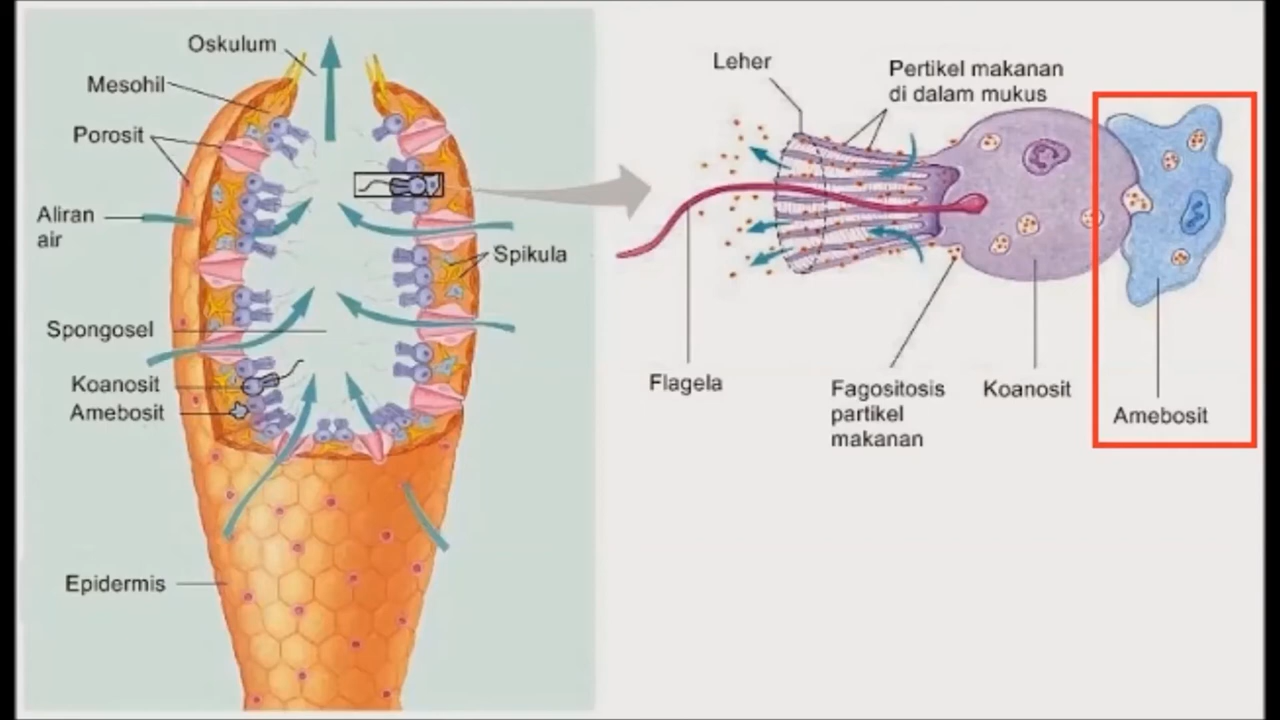 Oskulum
Mesohil
Porosit
Aliran
air
Spikula
Spongosel
Koanosit
Amebosit
Epidermis
Leher
Pertikel makanan
di dalam mukus
Flagela
Fagositosis
partikel
makanan
Koanosit
Amebosit